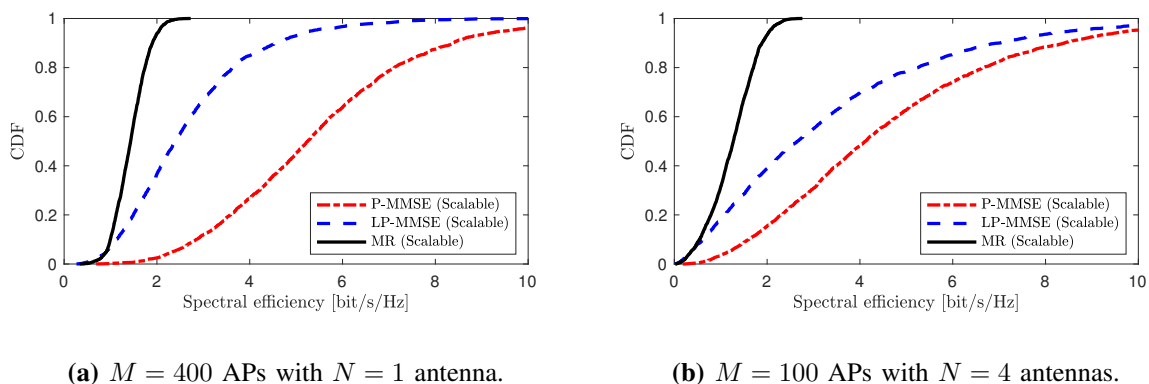 1
0.8
0.6
0.4
0.2
0
CDF
P-MMSE (Scalable)
LP-MMSE (Scalable)
MR (Scalable)
0 2 4 6 8 10
Spectral efficiency [bit/s/Hz]
(a) M = 400 APs with N = 1 antenna.
1
0.8
0.6
0.4
0.2
0
CDF
P-MMSE (Scalable)
LP-MMSE (Scalable)
MR (Scalable)
0 2 4 6 8 10
Spectral efficiency [bit/s/Hz]
(b) M = 100 APs with N = 4 antennas.